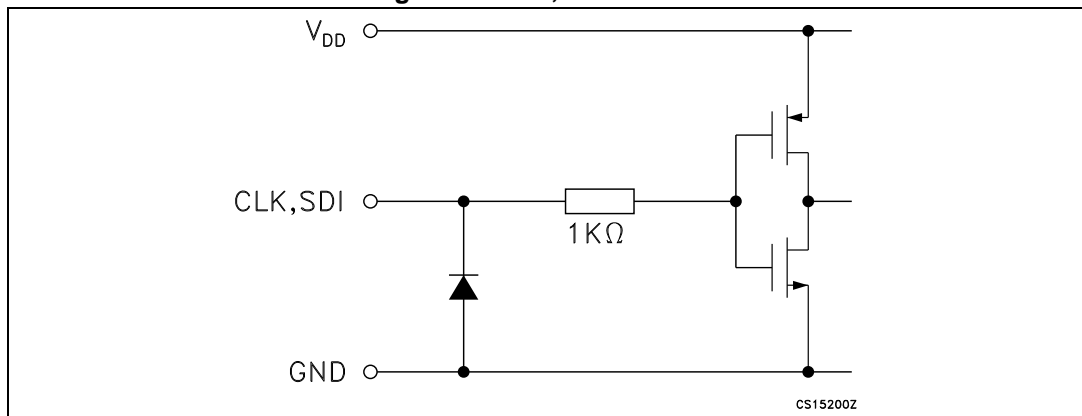 V_DD
CLK,SDI
1KΩ
GND
CS15200Z